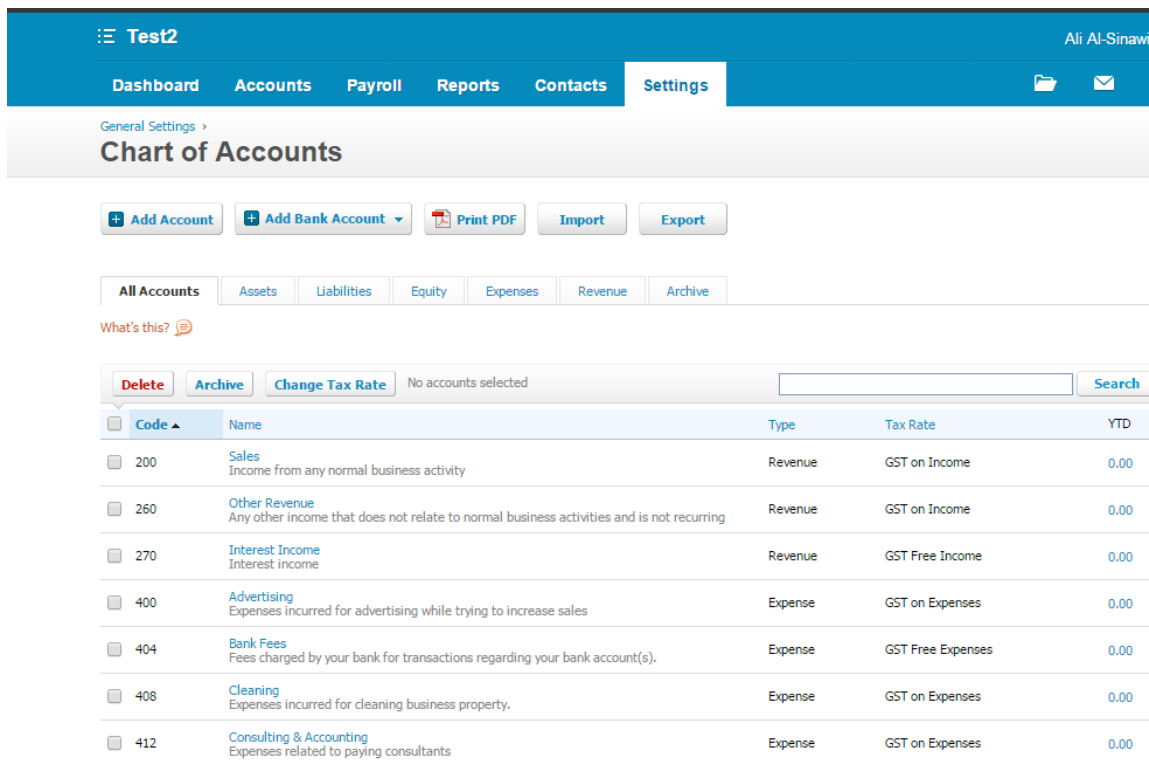 Test2
Ali Al-Sinawi
Dashboard Accounts Payroll Reports Contacts Settings
General Settings ›
Chart of Accounts
Add Account Add Bank Account Print PDF Import Export
All Accounts Assets Liabilities Equity Expenses Revenue Archive
What's this?
Delete Archive Change Tax Rate No accounts selected Search
Code Name Type Tax Rate YTD
200 Sales Revenue GST on Income 0.00
Income from any normal business activity
260 Other Revenue Revenue GST on Income 0.00
Any other income that does not relate to normal business activities and is not recurring
270 Interest Income Revenue GST Free Income 0.00
Interest income
400 Advertising Expense GST on Expenses 0.00
Expenses incurred for advertising while trying to increase sales
404 Bank Fees Expense GST Free Expenses 0.00
Fees charged by your bank for transactions regarding your bank account(s).
408 Cleaning Expense GST on Expenses 0.00
Expenses incurred for cleaning business property.
412 Consulting & Accounting Expense GST on Expenses 0.00
Expenses related to paying consultants